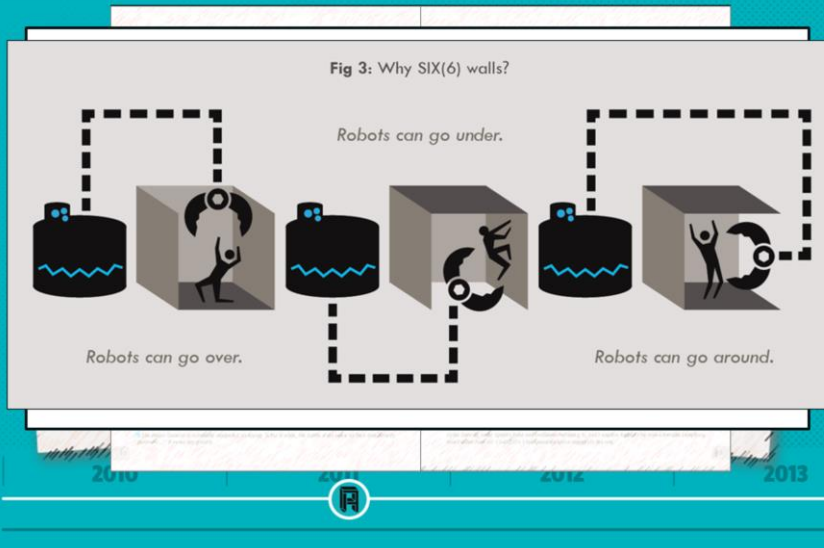 Fig 3: Why SIX(6) walls?
Robots can go under.
Robots can go over.
Robots can go around.
2010
2011
2012
2013